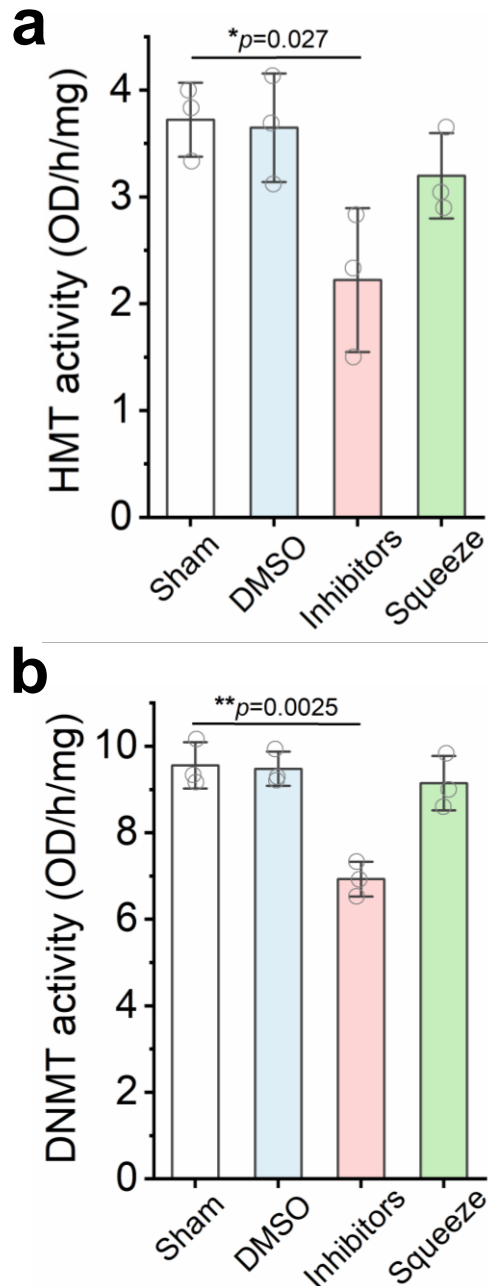 a
*p=0.027
HMT activity (OD/h/mg)
4
3
2
1
0
Sham
DMSO
Inhibitors
Squeeze
b
**p=0.0025
DNMT activity (OD/h/mg)
10
8
6
4
2
0
Sham
DMSO
Inhibitors
Squeeze